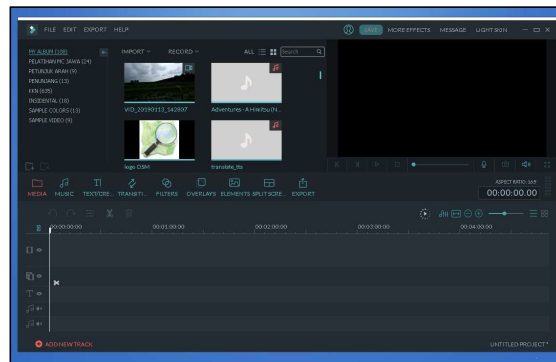 FILE EDIT EXPORT HELP
SAVE MORE EFFECTS MESSAGE LIGHT SIGN
MY ALBUM (108)
PELATIHAN MC JAWA (24)
PETUNJUK ARAH (9)
PENUNJANG (13)
KKN (635)
INSIDENTAL (18)
SAMPLE COLORS (13)
SAMPLE VIDEO (9)
IMPORT RECORD ALL Search
VID_20190113_142807 Adventures - A Himitsu (N...
logo OSM translate_tts
MEDIA MUSIC TEXT/CRE... TRANSITI... FILTERS OVERLAYS ELEMENTS SPLIT SCRE... EXPORT
ASPECT RATIO: 16:9
00:00:00.00
00:00:00:00 00:01:00:00 00:02:00:00 00:03:00:00 00:04:00:00
ADD NEW TRACK
UNTITLED PROJECT*